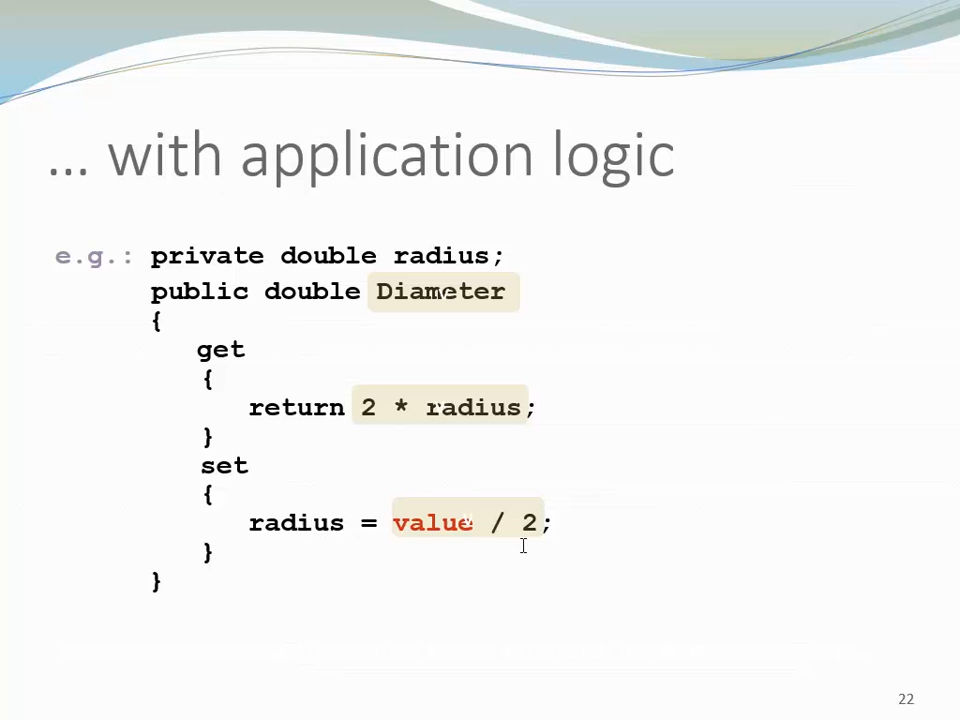 ... with application logic
e.g.: private double radius;
public double Diameter
{
get
{
return 2 * radius;
}
set
{
radius = value / 2;
}
}
22